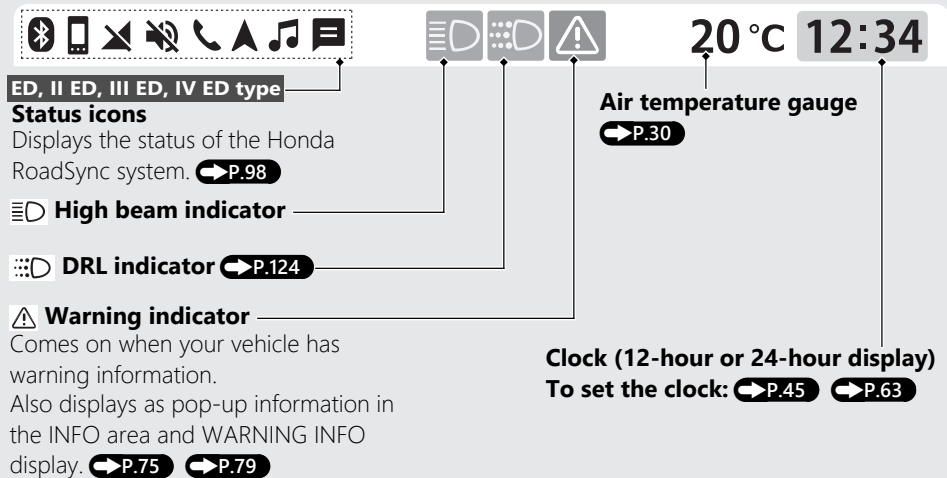 20 °C 12:34
ED, II ED, III ED, IV ED type
Status icons
Displays the status of the Honda
RoadSync system. P.98
High beam indicator
DRL indicator P.124
Warning indicator
Comes on when your vehicle has
warning information.
Also displays as pop-up information in
the INFO area and WARNING INFO
display. P.75 P.79
Air temperature gauge
P.30
Clock (12-hour or 24-hour display)
To set the clock: P.45 P.63